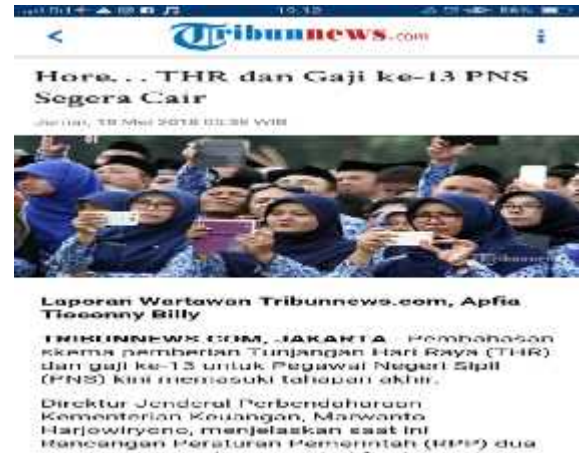 Tribunnews.com
Hore... THR dan Gaji ke-13 PNS
Segera Cair
Jumat, 18 Mei 2018 WIB
Tribunnews
Laporan Wartawan Tribunnews.com, Apfia
Tioconny Billy
TRIBUNNEWS.COM, JAKARTA - Pembahasan
skema pemberian Tunjangan Hari Raya (THR)
dan gaji ke-13 untuk Pegawai Negeri Sipil
(PNS) kini memasuki tahapan akhir.
Direktur Jenderal Perbendaharaan
Kementerian Keuangan, Marwanto
Harjowiryono, menjelaskan saat ini
Rancangan Peraturan Pemerintah (RPP) dua